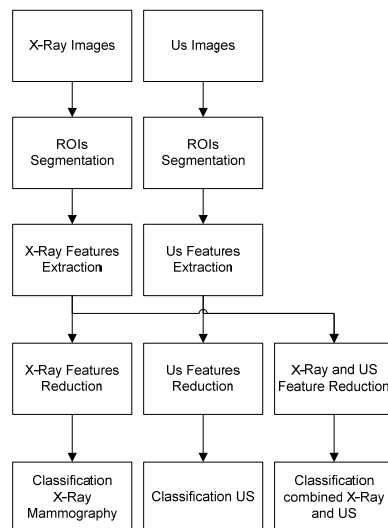 X-Ray Images
Us Images
ROIs
Segmentation
ROIs
Segmentation
X-Ray Features
Extraction
Us Features
Extraction
X-Ray Features
Reduction
Us Features
Reduction
X-Ray and US
Feature Reduction
Classification
X-Ray
Mammography
Classification US
Classification
combined X-Ray
and US